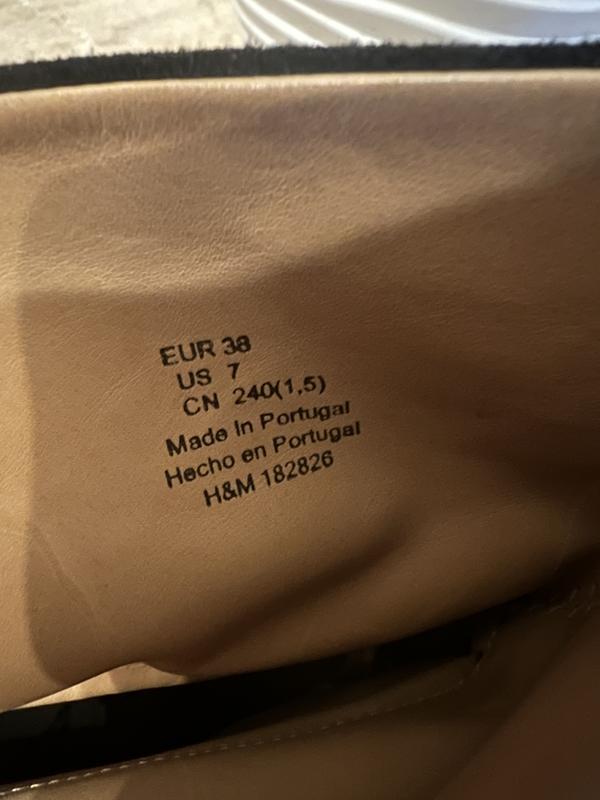 EUR 38
US 7
CN 240(1,5)
Made In Portugal
Hecho en Portugal
H&M 182826